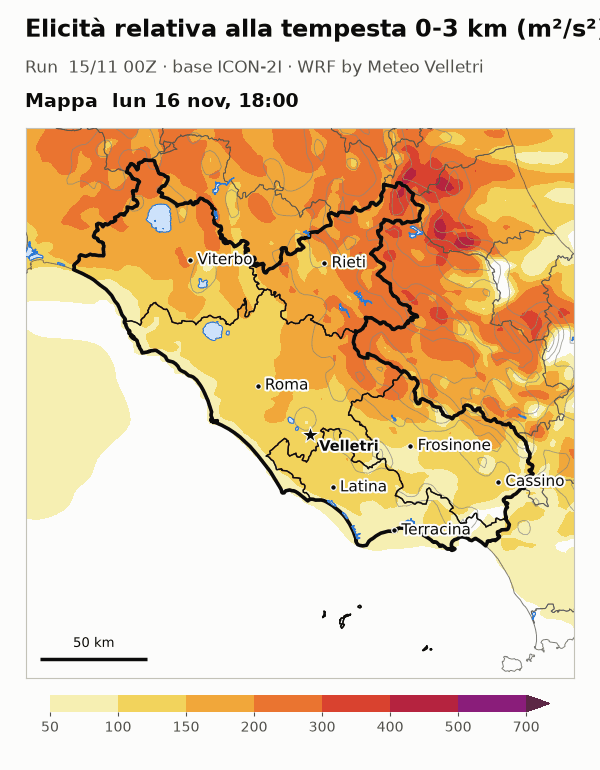 Elicità relativa alla tempesta 0-3 km (m²/s²)
Run  15/11 00Z · base ICON-2I · WRF by Meteo Velletri
Mappa  lun 16 nov, 18:00
Viterbo
Rieti
Roma
Velletri
Frosinone
Latina
Cassino
Terracina
50 km
50 100 150 200 300 400 500 700